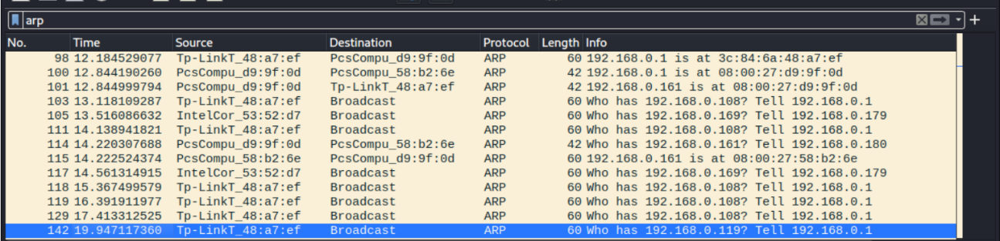 arp
No. Time Source Destination Protocol Length Info
98 12.184529077 Tp-LinkT_48:a7:ef PcsCompu_d9:9f:0d ARP 60 192.168.0.1 is at 3c:84:6a:48:a7:ef
100 12.844190260 PcsCompu_d9:9f:0d PcsCompu_58:b2:6e ARP 42 192.168.0.1 is at 08:00:27:d9:9f:0d
101 12.844999794 PcsCompu_d9:9f:0d Tp-LinkT_48:a7:ef ARP 42 192.168.0.161 is at 08:00:27:d9:9f:0d
103 13.118109287 Tp-LinkT_48:a7:ef Broadcast ARP 60 Who has 192.168.0.108? Tell 192.168.0.1
105 13.516086632 IntelCor_53:52:d7 Broadcast ARP 60 Who has 192.168.0.169? Tell 192.168.0.179
111 14.138941821 Tp-LinkT_48:a7:ef Broadcast ARP 60 Who has 192.168.0.108? Tell 192.168.0.1
114 14.220307688 PcsCompu_d9:9f:0d PcsCompu_58:b2:6e ARP 42 Who has 192.168.0.161? Tell 192.168.0.180
115 14.222524374 PcsCompu_58:b2:6e PcsCompu_d9:9f:0d ARP 60 192.168.0.161 is at 08:00:27:58:b2:6e
117 14.561314915 IntelCor_53:52:d7 Broadcast ARP 60 Who has 192.168.0.169? Tell 192.168.0.179
118 15.367499579 Tp-LinkT_48:a7:ef Broadcast ARP 60 Who has 192.168.0.108? Tell 192.168.0.1
119 16.391911977 Tp-LinkT_48:a7:ef Broadcast ARP 60 Who has 192.168.0.108? Tell 192.168.0.1
129 17.413312525 Tp-LinkT_48:a7:ef Broadcast ARP 60 Who has 192.168.0.108? Tell 192.168.0.1
142 19.947117360 Tp-LinkT_48:a7:ef Broadcast ARP 60 Who has 192.168.0.119? Tell 192.168.0.1